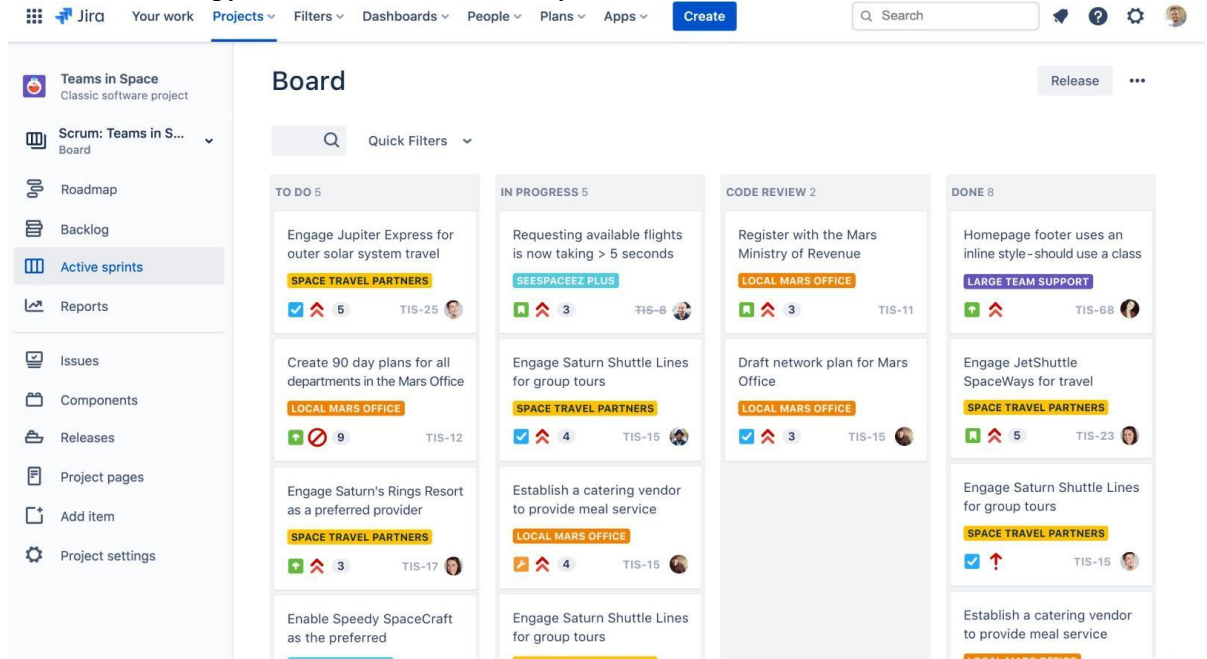 Jira
Your work
Projects
Filters
Dashboards
People
Plans
Apps
Create
Search
Teams in Space
Classic software project
Scrum: Teams in S...
Board
Roadmap
Backlog
Active sprints
Reports
Issues
Components
Releases
Project pages
Add item
Project settings
Board
Release
Quick Filters
TO DO 5
Engage Jupiter Express for
outer solar system travel
SPACE TRAVEL PARTNERS
5 TIS-25
Create 90 day plans for all
departments in the Mars Office
LOCAL MARS OFFICE
9 TIS-12
Engage Saturn's Rings Resort
as a preferred provider
SPACE TRAVEL PARTNERS
3 TIS-17
Enable Speedy SpaceCraft
as the preferred
IN PROGRESS 5
Requesting available flights
is now taking > 5 seconds
SEESPACEEZ PLUS
3 TIS-8
Engage Saturn Shuttle Lines
for group tours
SPACE TRAVEL PARTNERS
4 TIS-15
Establish a catering vendor
to provide meal service
LOCAL MARS OFFICE
4 TIS-15
Engage Saturn Shuttle Lines
for group tours
CODE REVIEW 2
Register with the Mars
Ministry of Revenue
LOCAL MARS OFFICE
3 TIS-11
Draft network plan for Mars
Office
LOCAL MARS OFFICE
3 TIS-15
DONE 8
Homepage footer uses an
inline style-should use a class
LARGE TEAM SUPPORT
TIS-68
Engage JetShuttle
SpaceWays for travel
SPACE TRAVEL PARTNERS
5 TIS-23
Engage Saturn Shuttle Lines
for group tours
SPACE TRAVEL PARTNERS
TIS-15
Establish a catering vendor
to provide meal service